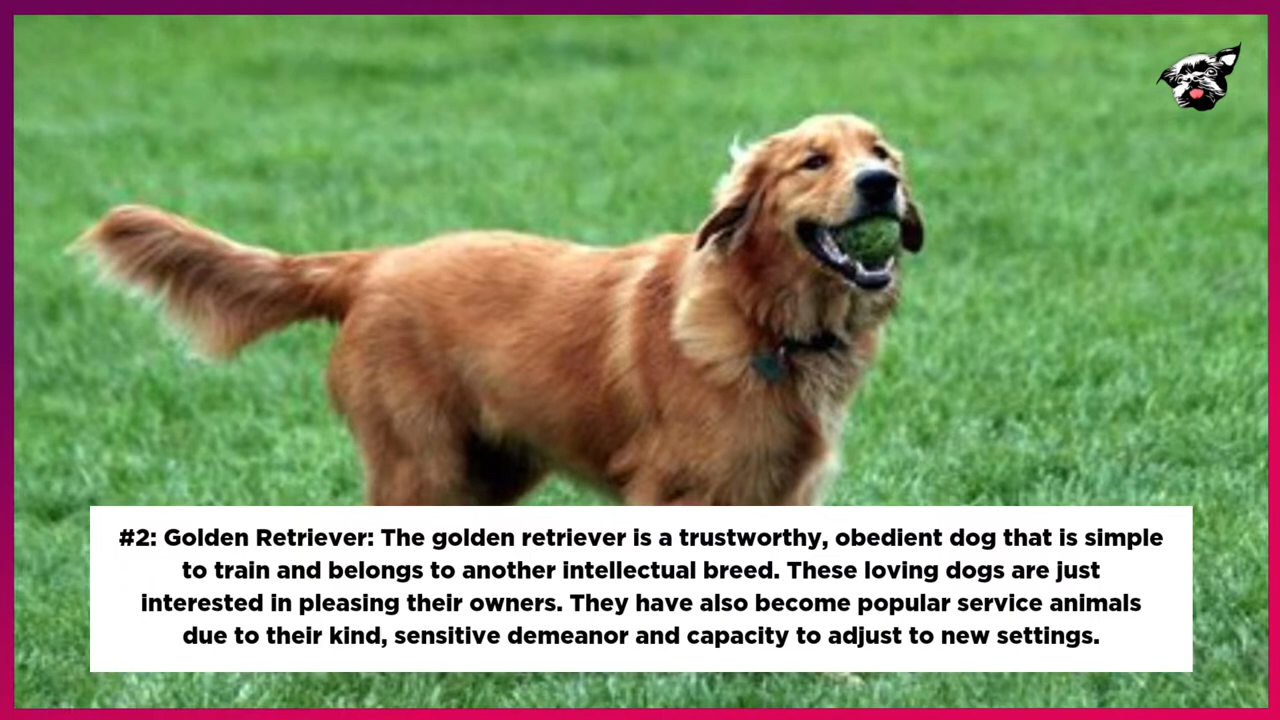 #2: Golden Retriever: The golden retriever is a trustworthy, obedient dog that is simple
to train and belongs to another intellectual breed. These loving dogs are just
interested in pleasing their owners. They have also become popular service animals
due to their kind, sensitive demeanor and capacity to adjust to new settings.